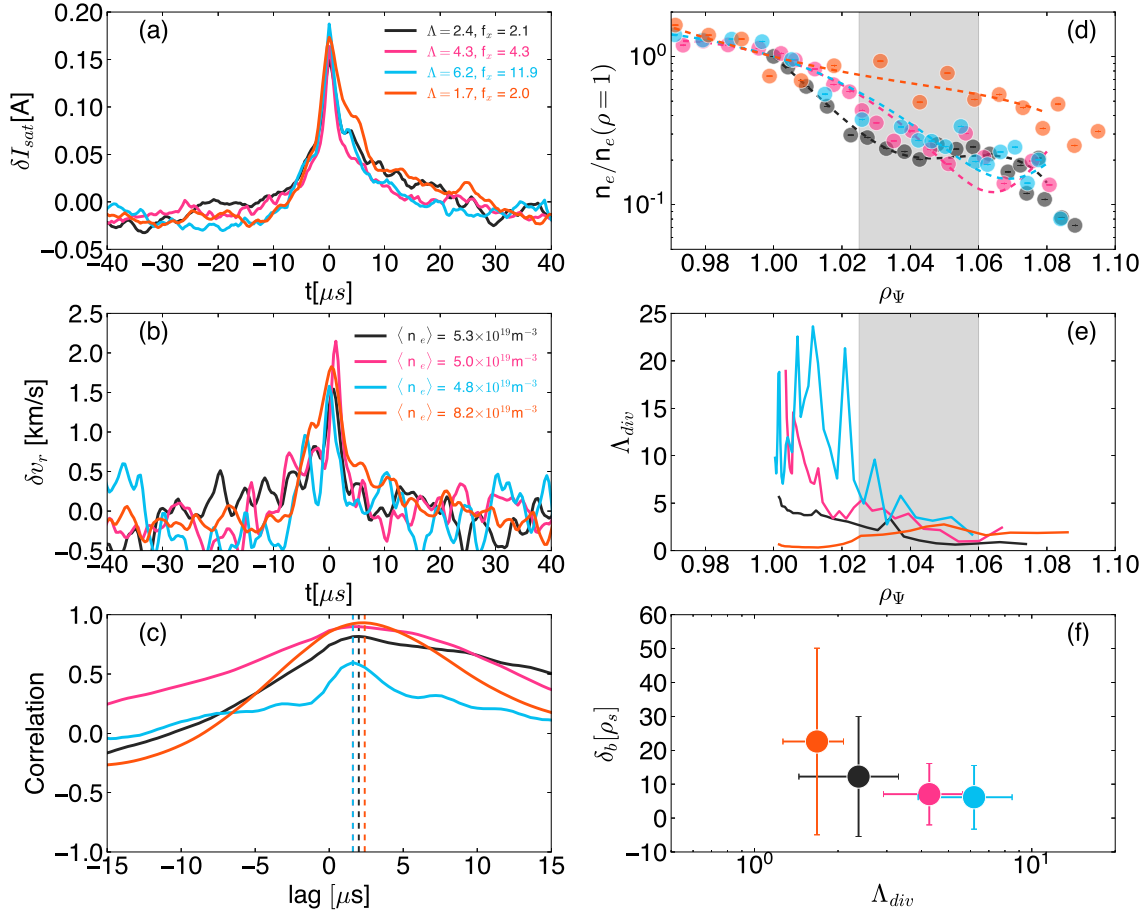 (a)
Λ = 2.4, f_x = 2.1
Λ = 4.3, f_x = 4.3
Λ = 6.2, f_x = 11.9
Λ = 1.7, f_x = 2.0
δI_sat[A]
0.20
0.15
0.10
0.05
0.00
−0.05
−40 −30 −20 −10 0 10 20 30 40
t[μs]
(d)
n_e/n_e(ρ = 1)
10^0
10^−1
0.98 1.00 1.02 1.04 1.06 1.08 1.10
ρ_Ψ
(b)
⟨ n_e ⟩ = 5.3×10^19 m^−3
⟨ n_e ⟩ = 5.0×10^19 m^−3
⟨ n_e ⟩ = 4.8×10^19 m^−3
⟨ n_e ⟩ = 8.2×10^19 m^−3
δv_r [km/s]
2.5
2.0
1.5
1.0
0.5
0.0
−0.5
−40 −30 −20 −10 0 10 20 30 40
t[μs]
(e)
Λ_div
25
20
15
10
5
0
0.98 1.00 1.02 1.04 1.06 1.08 1.10
ρ_Ψ
(c)
Correlation
1.0
0.5
0.0
−1.0
−15 −10 −5 0 5 10 15
lag [μs]
(f)
δ_b[ρ_s]
60
50
40
30
20
10
0
−10
10^0 10^1
Λ_div